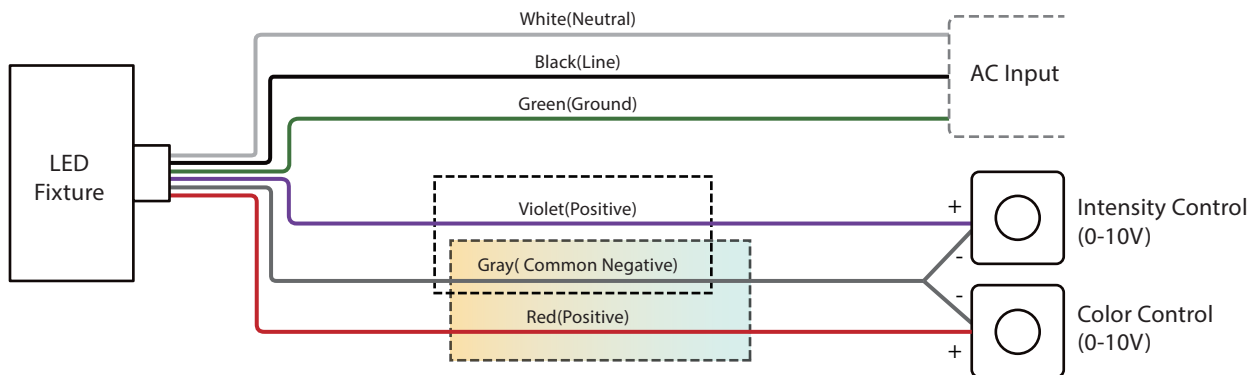 White(Neutral)
Black(Line)
AC Input
Green(Ground)
LED
Fixture
Violet(Positive)
+
Intensity Control
(0-10V)
-
Gray( Common Negative)
-
Red(Positive)
Color Control
(0-10V)
+